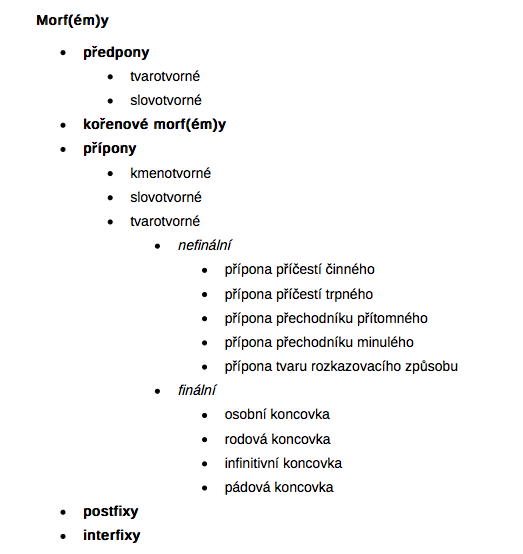 Morf(ém)y
předpony
tvarotvorné
slovotvorné
kořenové morf(ém)y
přípony
kmenotvorné
slovotvorné
tvarotvorné
nefinální
přípona příčestí činného
přípona příčestí trpného
přípona přechodníku přítomného
přípona přechodníku minulého
přípona tvaru rozkazovacího způsobu
finální
osobní koncovka
rodová koncovka
infinitivní koncovka
pádová koncovka
postfixy
interfixy